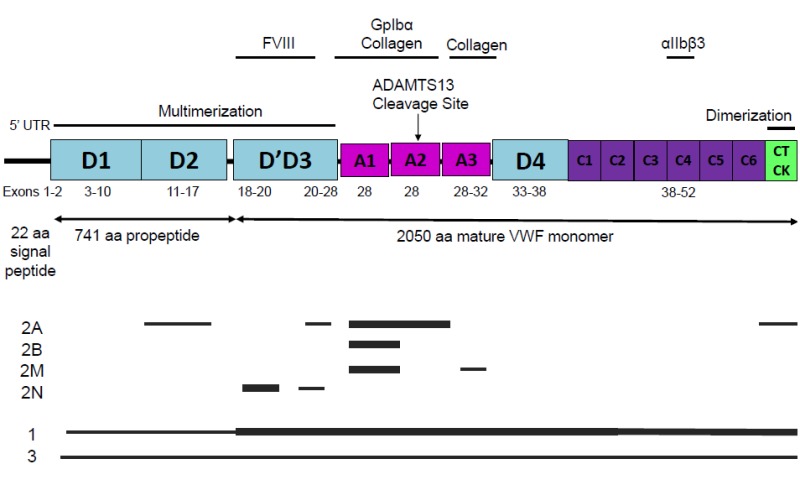 GpIbα
FVIII
Collagen
Collagen
αIIbβ3
ADAMTS13
Cleavage Site
Multimerization
Dimerization
5' UTR
D1
D2
D'D3
A1
A2
A3
D4
C1
C2
C3
C4
C5
C6
CT
CK
Exons 1-2
3-10
11-17
18-20
20-28
28
28
28-32
33-38
38-52
22 aa
signal
peptide
741 aa propeptide
2050 aa mature VWF monomer
2A
2B
2M
2N
1
3